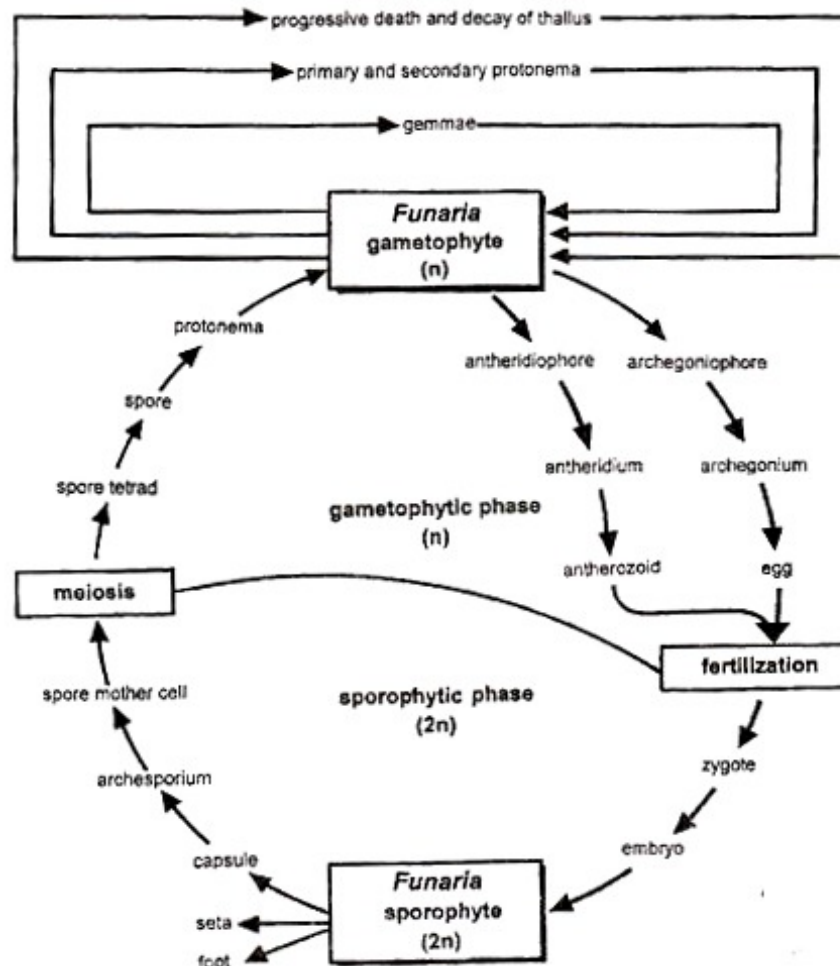 progressive death and decay of thallus
primary and secondary protonema
gemmae
Funaria
gametophyte
(n)
protonema
antheridiophore
archegoniophore
spore
antheridium
archegonium
spore tetrad
gametophytic phase
(n)
antherozoid
egg
meiosis
fertilization
spore mother cell
sporophytic phase
(2n)
zygote
archesporium
embryo
capsule
Funaria
sporophyte
(2n)
seta
foot